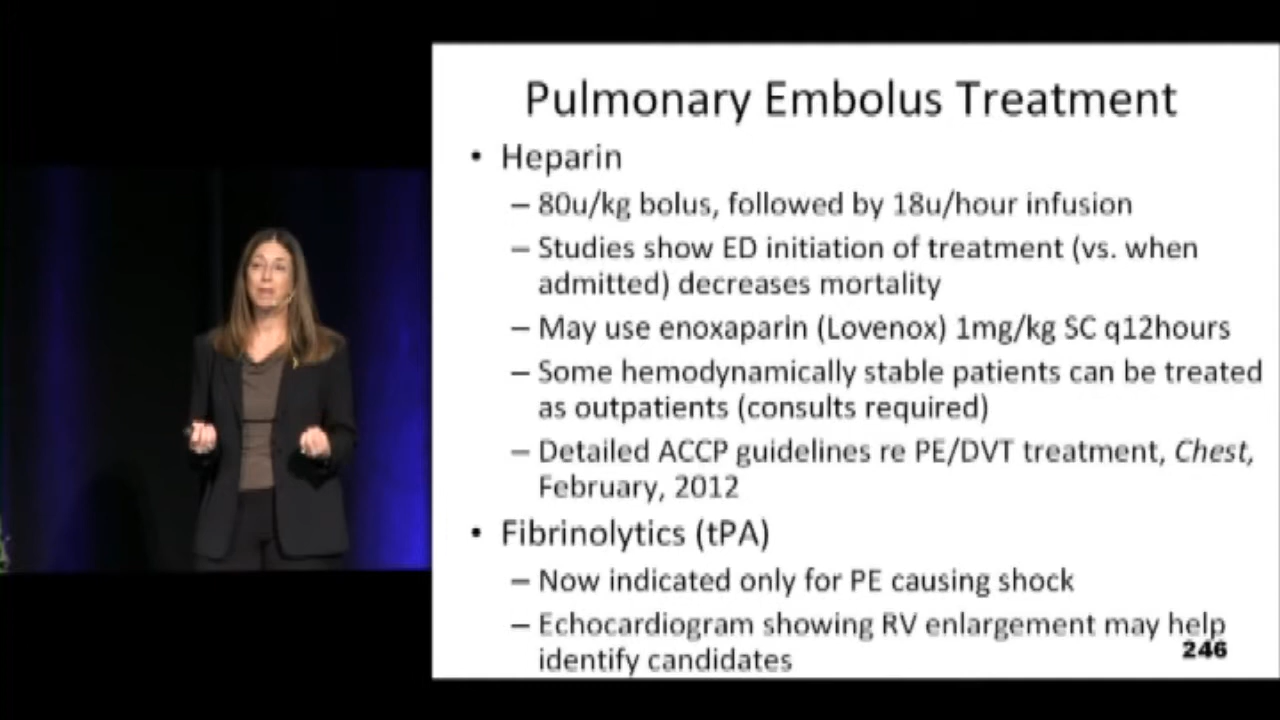 Pulmonary Embolus Treatment
• Heparin
– 80u/kg bolus, followed by 18u/hour infusion
– Studies show ED initiation of treatment (vs. when
admitted) decreases mortality
– May use enoxaparin (Lovenox) 1mg/kg SC q12hours
– Some hemodynamically stable patients can be treated
as outpatients (consults required)
– Detailed ACCP guidelines re PE/DVT treatment, Chest,
February, 2012
• Fibrinolytics (tPA)
– Now indicated only for PE causing shock
– Echocardiogram showing RV enlargement may help
identify candidates
246